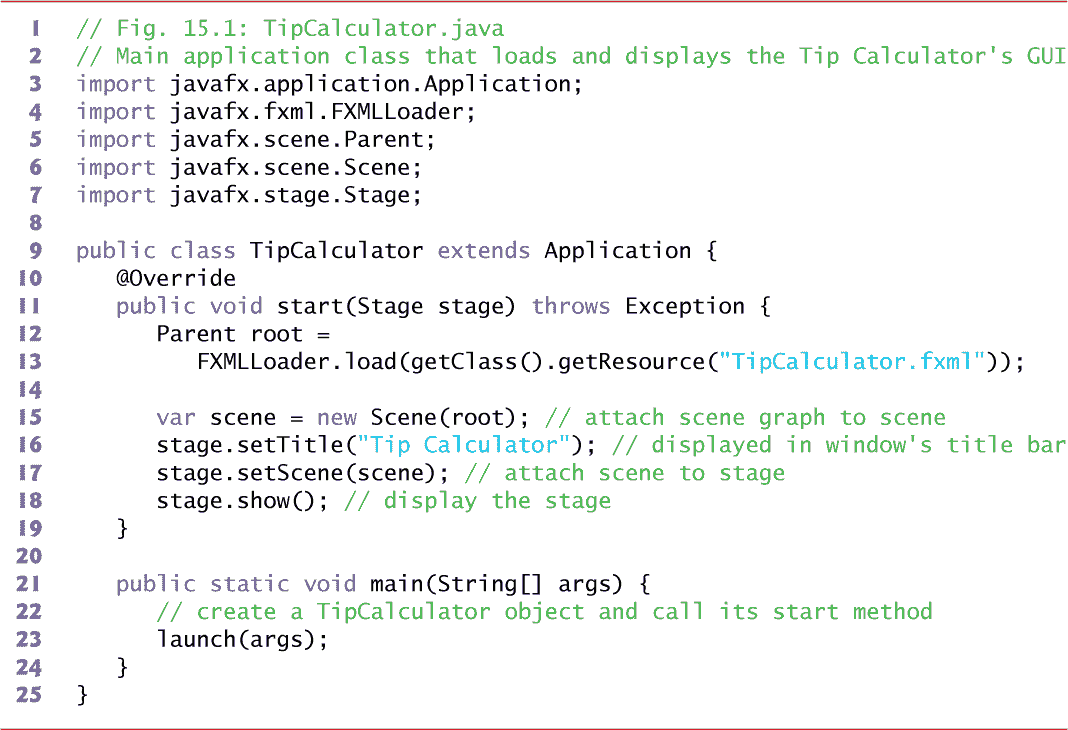 1 // Fig. 15.1: TipCalculator.java
2 // Main application class that loads and displays the Tip Calculator's GUI
3 import javafx.application.Application;
4 import javafx.fxml.FXMLLoader;
5 import javafx.scene.Parent;
6 import javafx.scene.Scene;
7 import javafx.stage.Stage;
8
9 public class TipCalculator extends Application {
10    @Override
11    public void start(Stage stage) throws Exception {
12       Parent root =
13          FXMLLoader.load(getClass().getResource("TipCalculator.fxml"));
14
15       var scene = new Scene(root); // attach scene graph to scene
16       stage.setTitle("Tip Calculator"); // displayed in window's title bar
17       stage.setScene(scene); // attach scene to stage
18       stage.show(); // display the stage
19    }
20
21    public static void main(String[] args) {
22       // create a TipCalculator object and call its start method
23       launch(args);
24    }
25 }